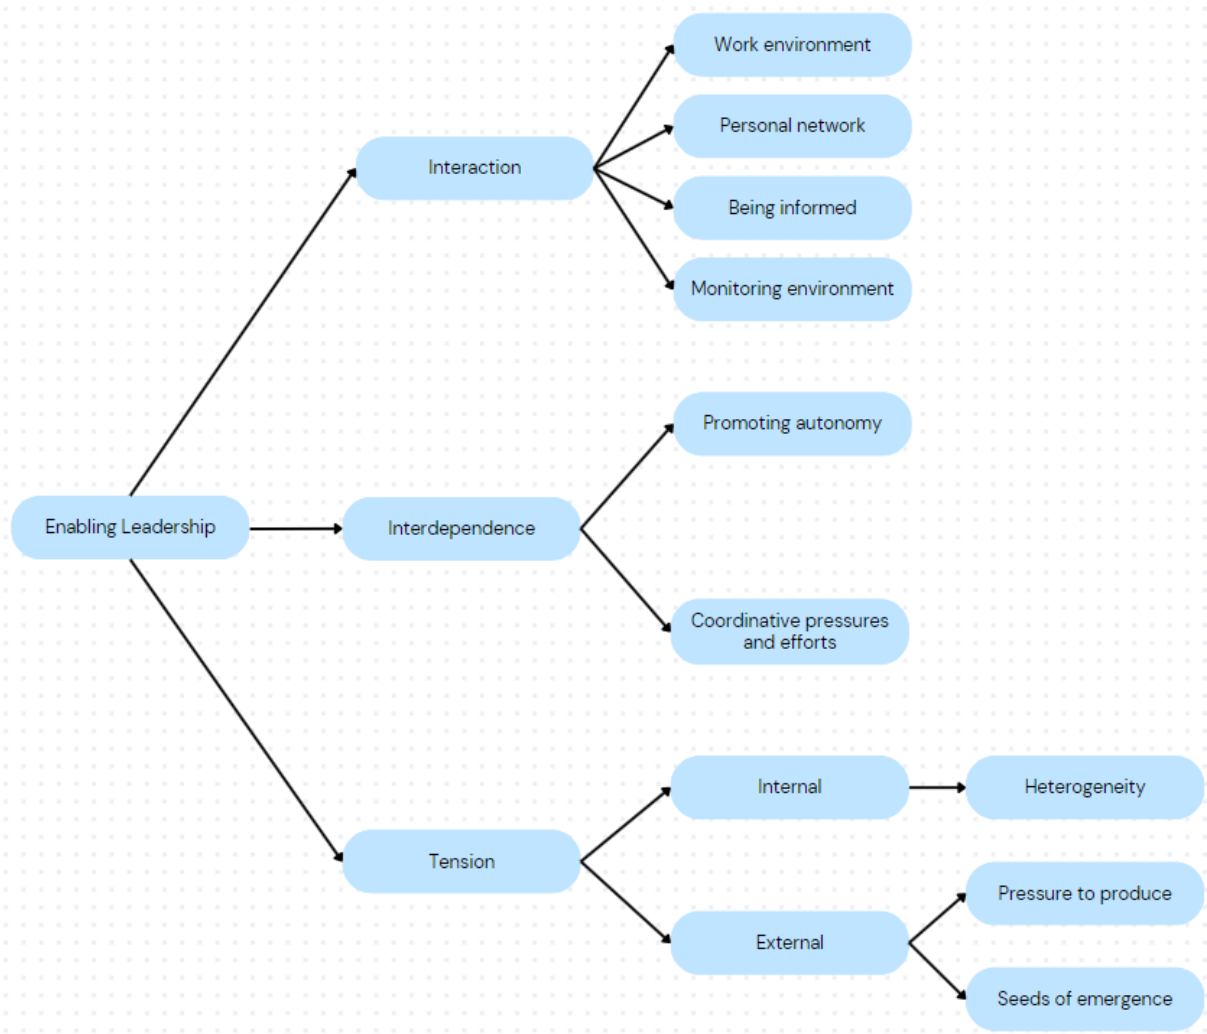 Work environment
Personal network
Interaction
Being informed
Monitoring environment
Promoting autonomy
Enabling Leadership
Interdependence
Coordinative pressures
and efforts
Internal
Heterogeneity
Tension
Pressure to produce
External
Seeds of emergence